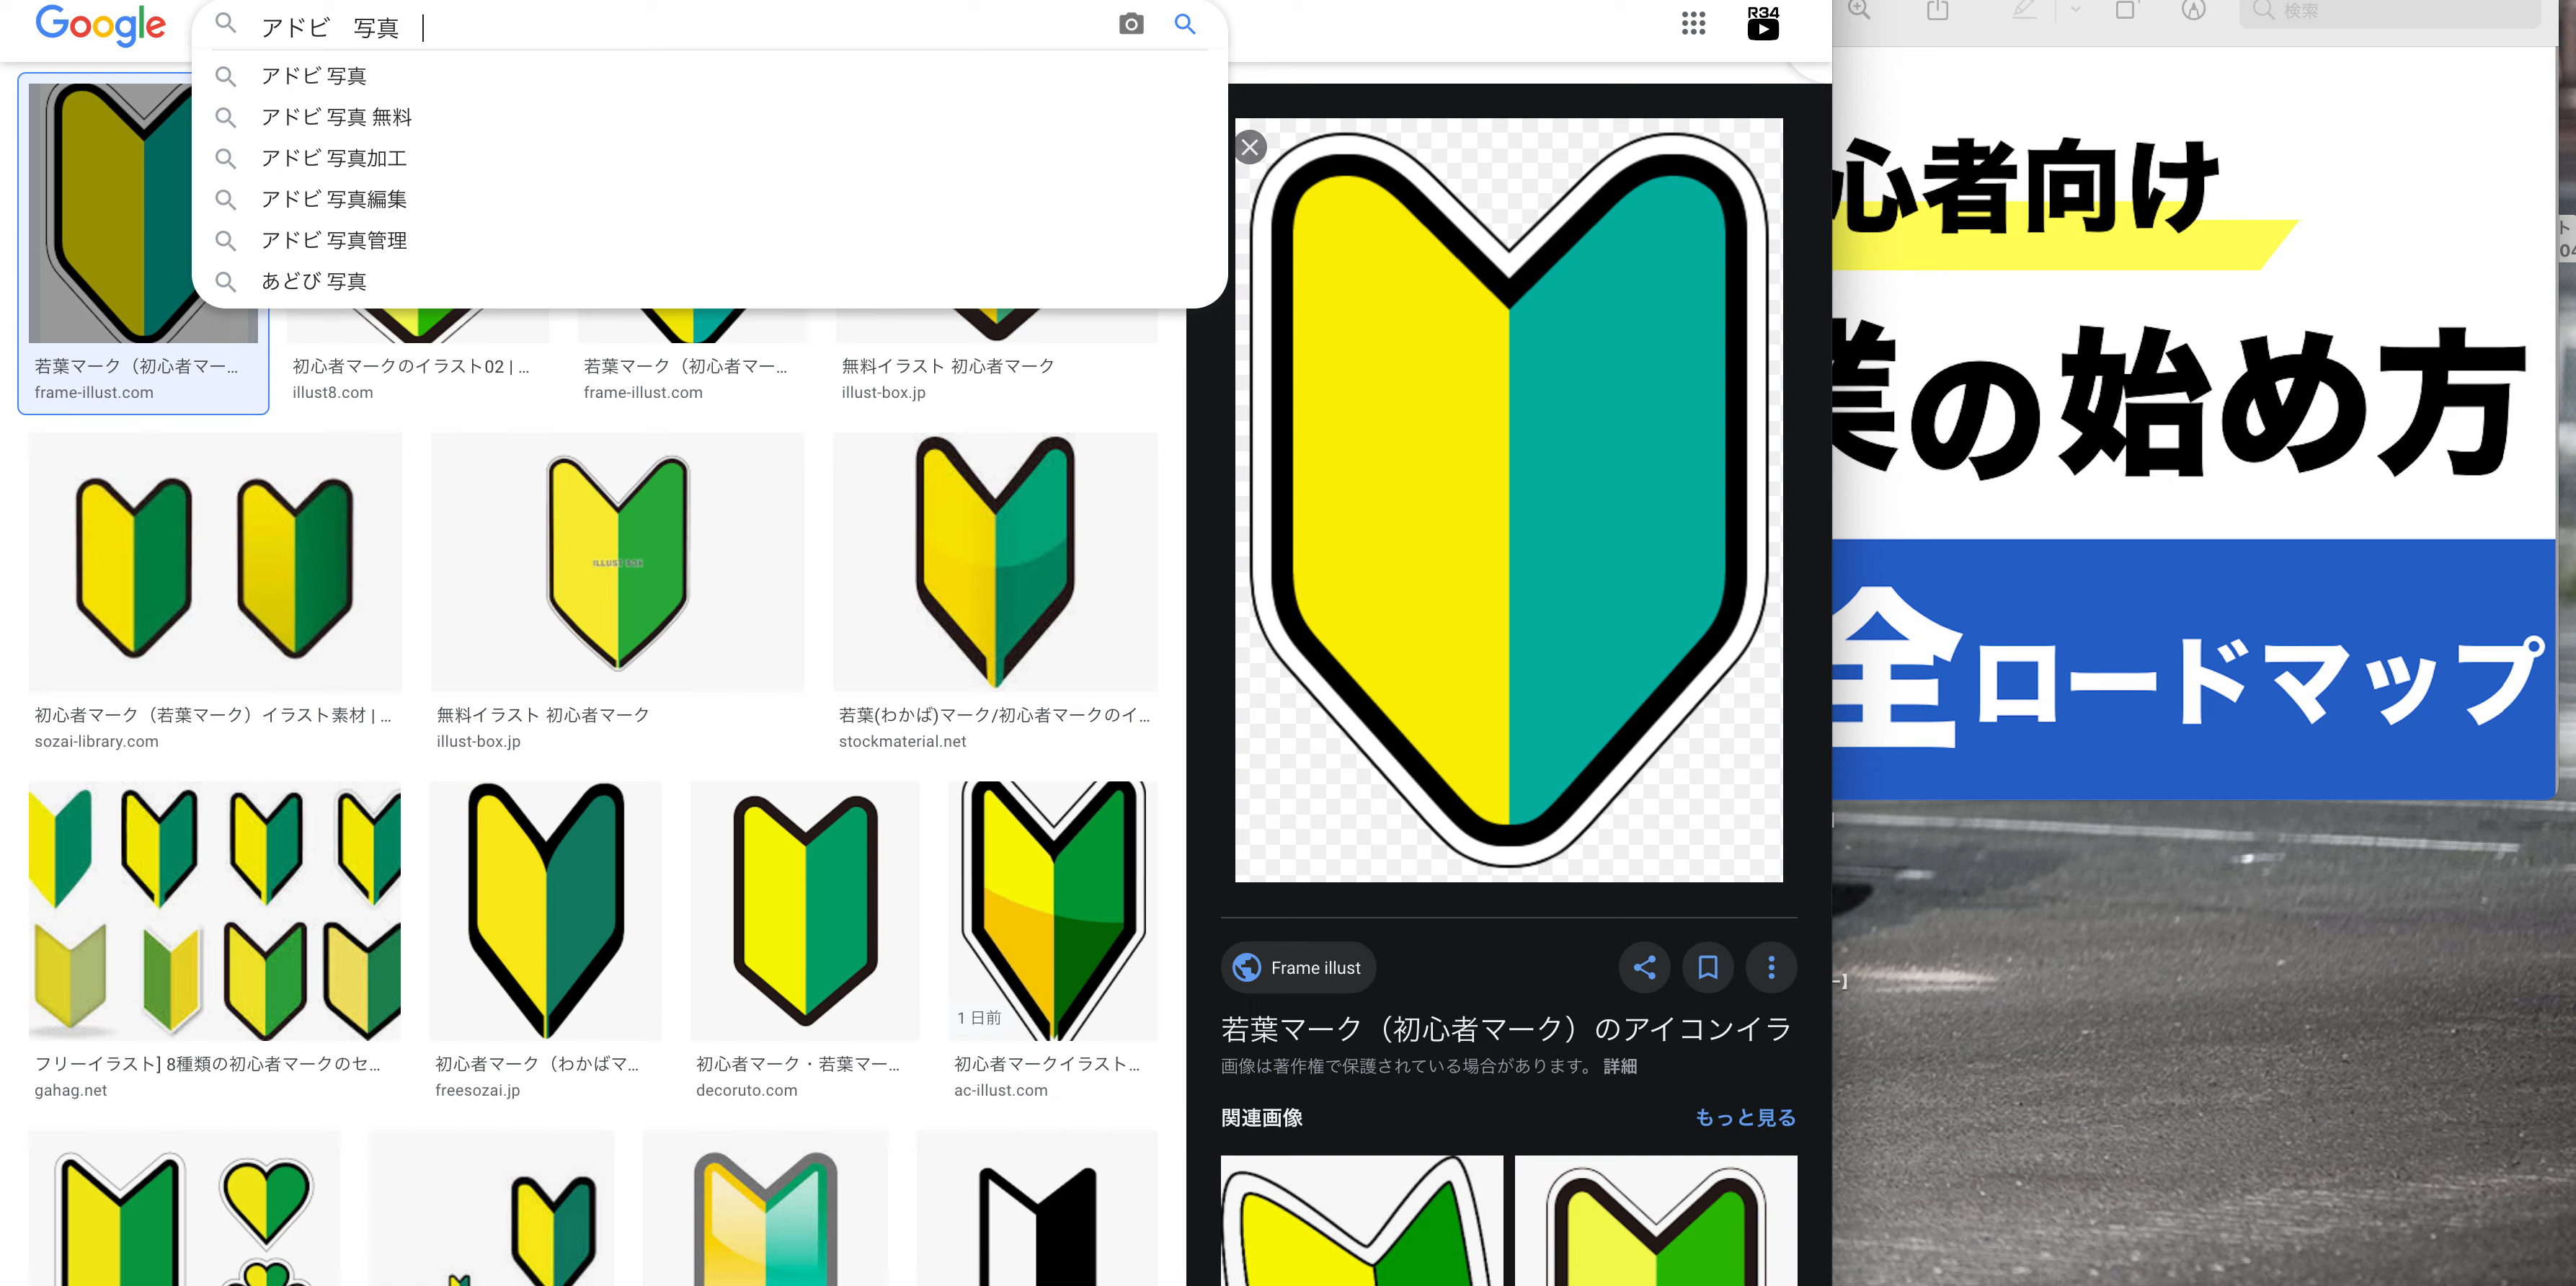 Google
アドビ　写真
R34
検索
アドビ 写真
アドビ 写真 無料
アドビ 写真加工
アドビ 写真編集
アドビ 写真管理
あどび 写真
若葉マーク（初心者マー...
frame-illust.com
初心者マークのイラスト02 | ...
illust8.com
若葉マーク（初心者マー...
frame-illust.com
無料イラスト 初心者マーク
illust-box.jp
ILLUST BOX
初心者マーク（若葉マーク）イラスト素材 | ...
sozai-library.com
無料イラスト 初心者マーク
illust-box.jp
若葉(わかば)マーク/初心者マークのイ...
stockmaterial.net
1 日前
フリーイラスト] 8種類の初心者マークのセ...
gahag.net
初心者マーク（わかばマ...
freesozai.jp
初心者マーク・若葉マー...
decoruto.com
初心者マークイラスト...
ac-illust.com
Frame illust
若葉マーク（初心者マーク）のアイコンイラ
画像は著作権で保護されている場合があります。 詳細
関連画像
もっと見る
心者向け
業の始め方
全ロードマップ
ト
04
ー】